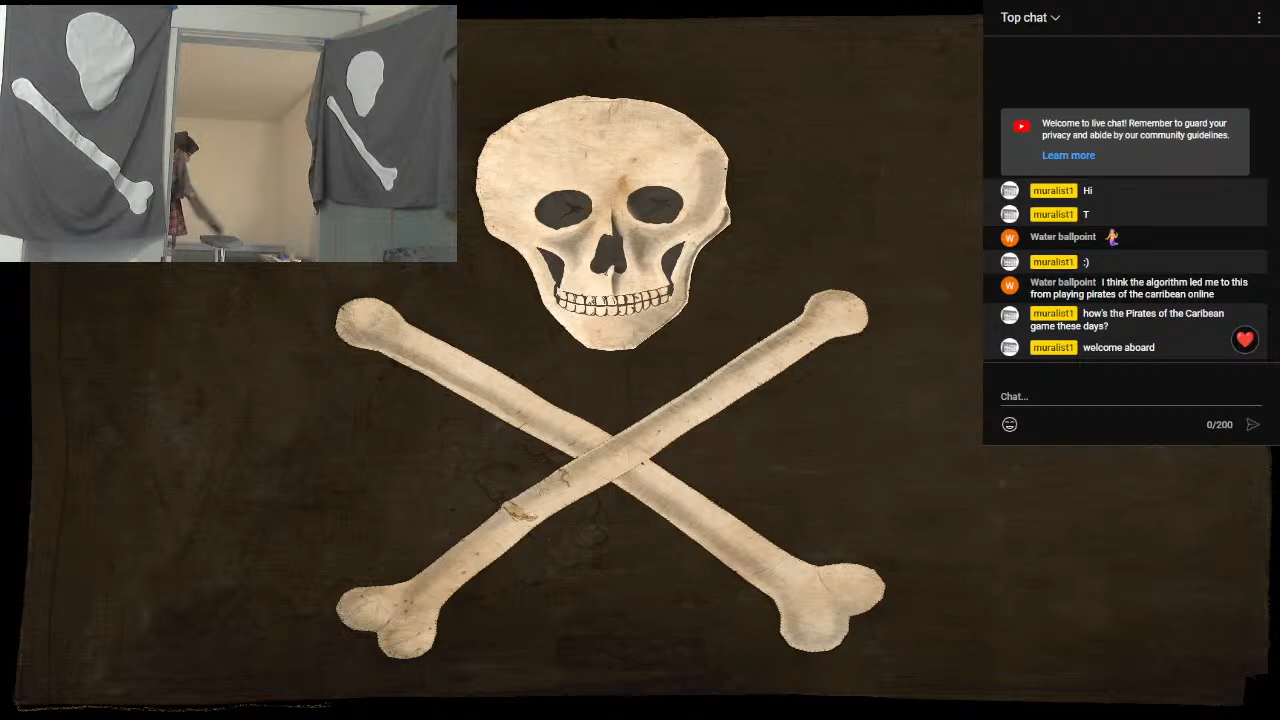 Top chat
Welcome to live chat! Remember to guard your
privacy and abide by our community guidelines.
Learn more
muralist1 Hi
muralist1 T
W Water ballpoint
muralist1 :)
W Water ballpoint I think the algorithm led me to this
from playing pirates of the carribean online
muralist1 how's the Pirates of the Caribean
game these days?
muralist1 welcome aboard
Chat...
0/200